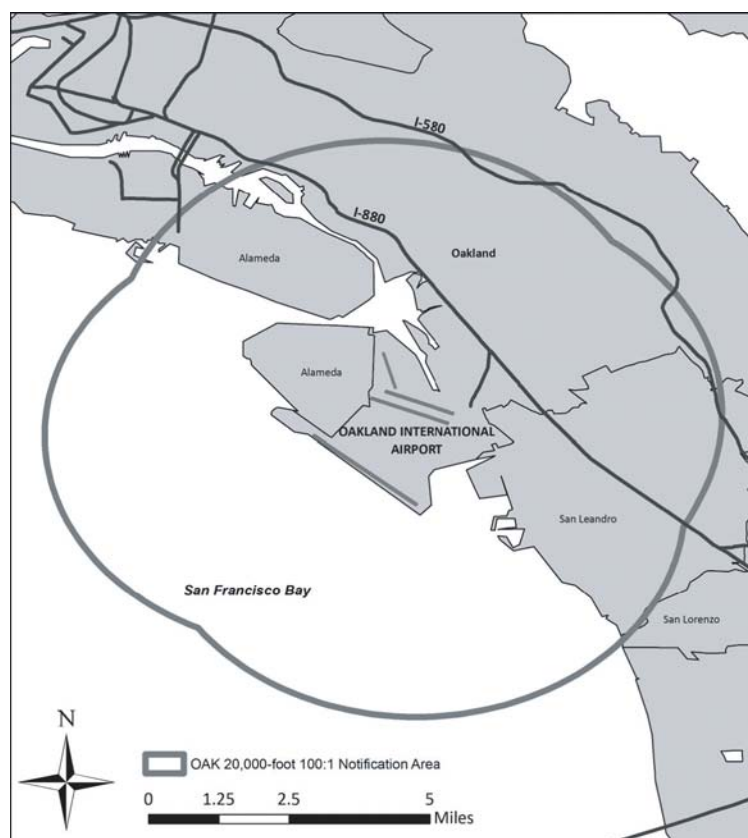 I-580
I-880
Oakland
Alameda
Alameda
OAKLAND INTERNATIONAL
AIRPORT
San Leandro
San Francisco Bay
San Lorenzo
N
OAK 20,000-foot 100:1 Notification Area
0 1.25 2.5 5
Miles